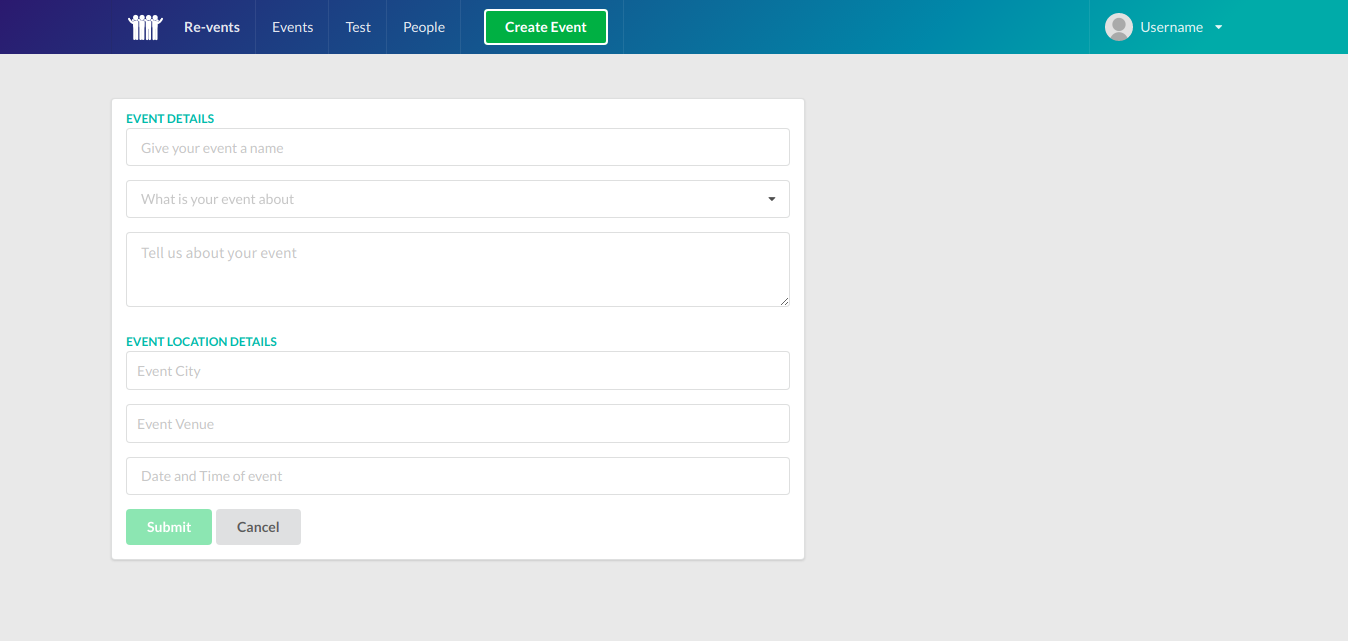 Re-vents Events Test People Create Event Username
EVENT DETAILS
Give your event a name
What is your event about
Tell us about your event
EVENT LOCATION DETAILS
Event City
Event Venue
Date and Time of event
Submit Cancel